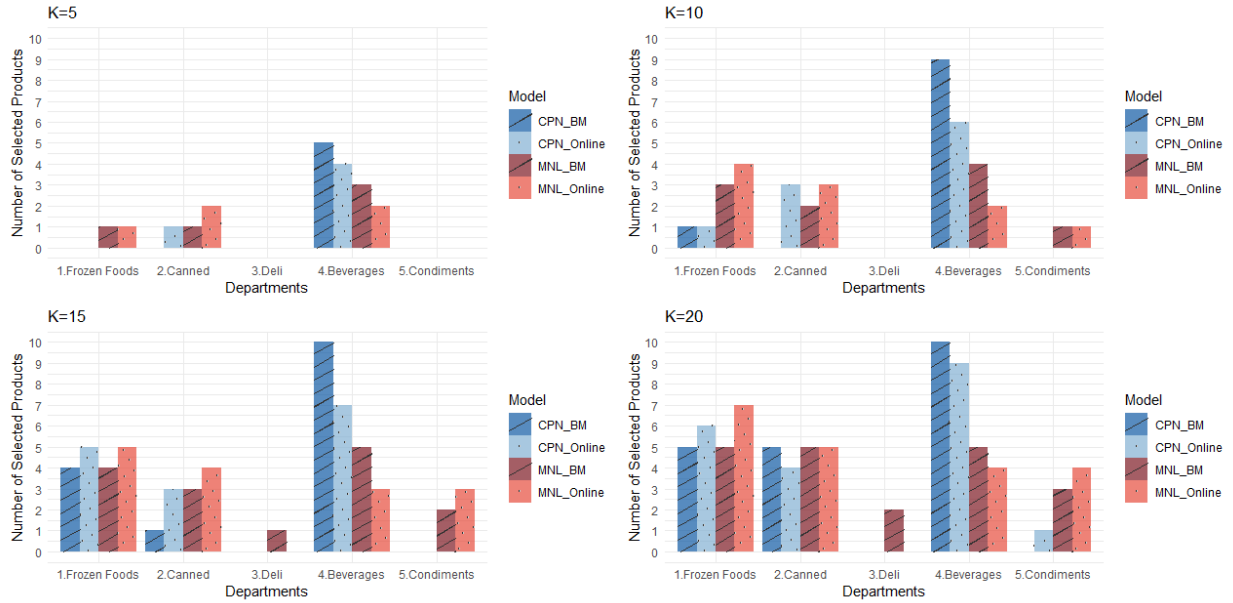 K=5
Number of Selected Products
10
9
8
7
6
5
4
3
2
1
0
1.Frozen Foods 2.Canned 3.Deli 4.Beverages 5.Condiments
Departments
Model
CPN_BM
CPN_Online
MNL_BM
MNL_Online
K=10
Number of Selected Products
10
9
8
7
6
5
4
3
2
1
0
1.Frozen Foods 2.Canned 3.Deli 4.Beverages 5.Condiments
Departments
Model
CPN_BM
CPN_Online
MNL_BM
MNL_Online
K=15
Number of Selected Products
10
9
8
7
6
5
4
3
2
1
0
1.Frozen Foods 2.Canned 3.Deli 4.Beverages 5.Condiments
Departments
Model
CPN_BM
CPN_Online
MNL_BM
MNL_Online
K=20
Number of Selected Products
10
9
8
7
6
5
4
3
2
1
0
1.Frozen Foods 2.Canned 3.Deli 4.Beverages 5.Condiments
Departments
Model
CPN_BM
CPN_Online
MNL_BM
MNL_Online